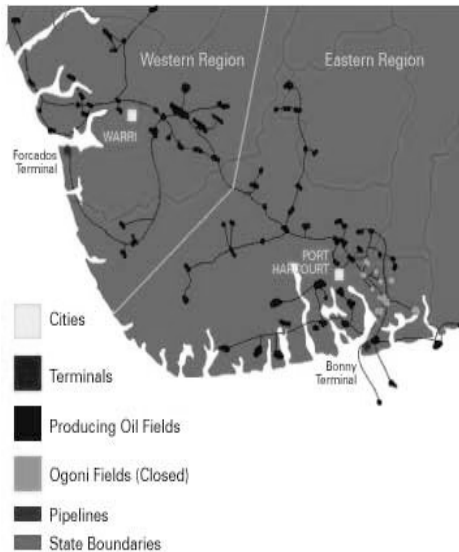 Western Region
Eastern Region
WARRI
Forcados
Terminal
PORT
HARCOURT
Bonny
Terminal
Cities
Terminals
Producing Oil Fields
Ogoni Fields (Closed)
Pipelines
State Boundaries